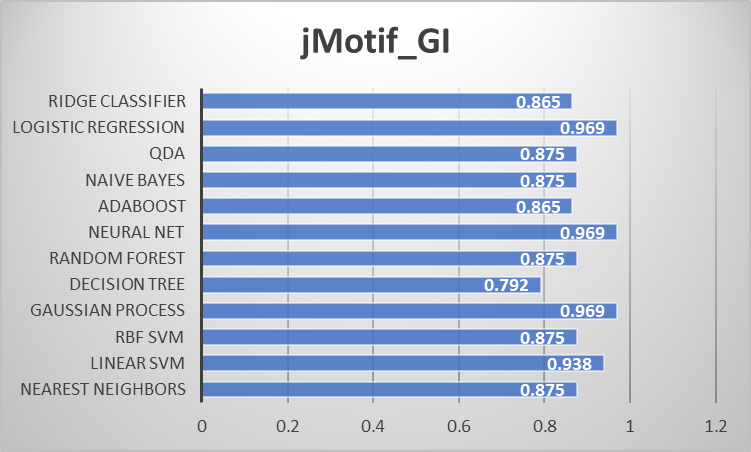 jMotif_GI
RIDGE CLASSIFIER 0.865
LOGISTIC REGRESSION 0.969
QDA 0.875
NAIVE BAYES 0.875
ADABOOST 0.865
NEURAL NET 0.969
RANDOM FOREST 0.875
DECISION TREE 0.792
GAUSSIAN PROCESS 0.969
RBF SVM 0.875
LINEAR SVM 0.938
NEAREST NEIGHBORS 0.875
0 0.2 0.4 0.6 0.8 1 1.2